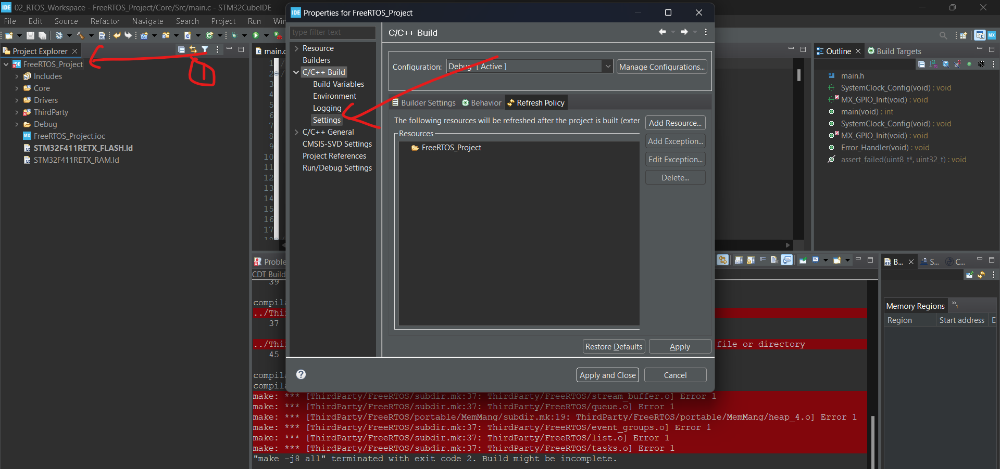 02_RTOS_Workspace - FreeRTOS_Project/Core/Src/main.c - STM32CubeIDE
File Edit Source Refactor Navigate Search Project Run
Project Explorer
FreeRTOS_Project
Includes
Core
Drivers
ThirdParty
Debug
FreeRTOS_Project.ioc
STM32F411RETX_FLASH.ld
STM32F411RETX_RAM.ld
1
main.c
1
2
3
4
5
6
7
8
9
10
11
12
13
14
15
16
17
18
Properties for FreeRTOS_Project
type filter text
Resource
Builders
C/C++ Build
Build Variables
Environment
Logging
Settings
C/C++ General
CMSIS-SVD Settings
Project References
Run/Debug Settings
C/C++ Build
Configuration: Debug [ Active ] Manage Configurations...
Builder Settings Behavior Refresh Policy
The following resources will be refreshed after the project is built (exter
Resources
FreeRTOS_Project
Add Resource...
Add Exception...
Edit Exception...
Delete...
Restore Defaults Apply
Apply and Close Cancel
Outline Build Targets
main.h
SystemClock_Config(void) : void
MX_GPIO_Init(void) : void
main(void) : int
SystemClock_Config(void) : void
MX_GPIO_Init(void) : void
Error_Handler(void) : void
assert_failed(uint8_t*, uint32_t) : void
Proble
CDT Build
39
compila
../Thi
37
../Thi file or directory
45
compila
compila
make: *** [ThirdParty/FreeRTOS/subdir.mk:37: ThirdParty/FreeRTOS/stream_buffer.o] Error 1
make: *** [ThirdParty/FreeRTOS/subdir.mk:37: ThirdParty/FreeRTOS/queue.o] Error 1
make: *** [ThirdParty/FreeRTOS/portable/MemMang/subdir.mk:19: ThirdParty/FreeRTOS/portable/MemMang/heap_4.o] Error 1
make: *** [ThirdParty/FreeRTOS/subdir.mk:37: ThirdParty/FreeRTOS/event_groups.o] Error 1
make: *** [ThirdParty/FreeRTOS/subdir.mk:37: ThirdParty/FreeRTOS/list.o] Error 1
make: *** [ThirdParty/FreeRTOS/subdir.mk:37: ThirdParty/FreeRTOS/tasks.o] Error 1
"make -j8 all" terminated with exit code 2. Build might be incomplete.
B... S... C...
Memory Regions
Region Start address E